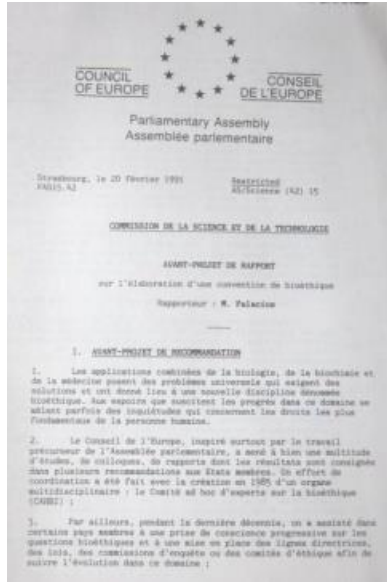 COUNCIL OF EUROPE
CONSEIL DE L'EUROPE
Parliamentary Assembly
Assemblée parlementaire
Strasbourg, le 20 février 1991
Restricted
AS/Science (42) 15
COMMISSION DE LA SCIENCE ET DE LA TECHNOLOGIE
AVANT-PROJET DE RAPPORT
sur l'élaboration d'une convention de bioéthique
Rapporteur : M. Palacios
I. AVANT-PROJET DE RECOMMANDATION
1. Les applications combinées de la biologie, de la biochimie et
de la médecine posent des problèmes universels qui exigent des
solutions et ont donné lieu à une nouvelle discipline dénommée
bioéthique. Aux espoirs que suscitent les progrès dans ce domaine se
mêlent parfois des inquiétudes qui concernent les droits les plus
fondamentaux de la personne humaine.
2. Le Conseil de l'Europe, inspiré surtout par le travail
précurseur de l'Assemblée parlementaire, a mené à bien une multitude
d'études, de colloques, de rapports dont les résultats sont consignés
dans plusieurs recommandations aux Etats membres. Un effort de
coordination a été fait avec la création en 1985 d'un organe
multidisciplinaire : le Comité ad hoc d'experts sur la bioéthique
(CAHBI) ;
3. Par ailleurs, pendant la dernière décennie, on a assisté dans
certains pays membres à une prise de conscience progressive sur les
questions bioéthiques et à une mise en place des lignes directrices,
des lois, des commissions d'enquête ou des comités d'éthique afin de
suivre l'évolution dans ce domaine ;